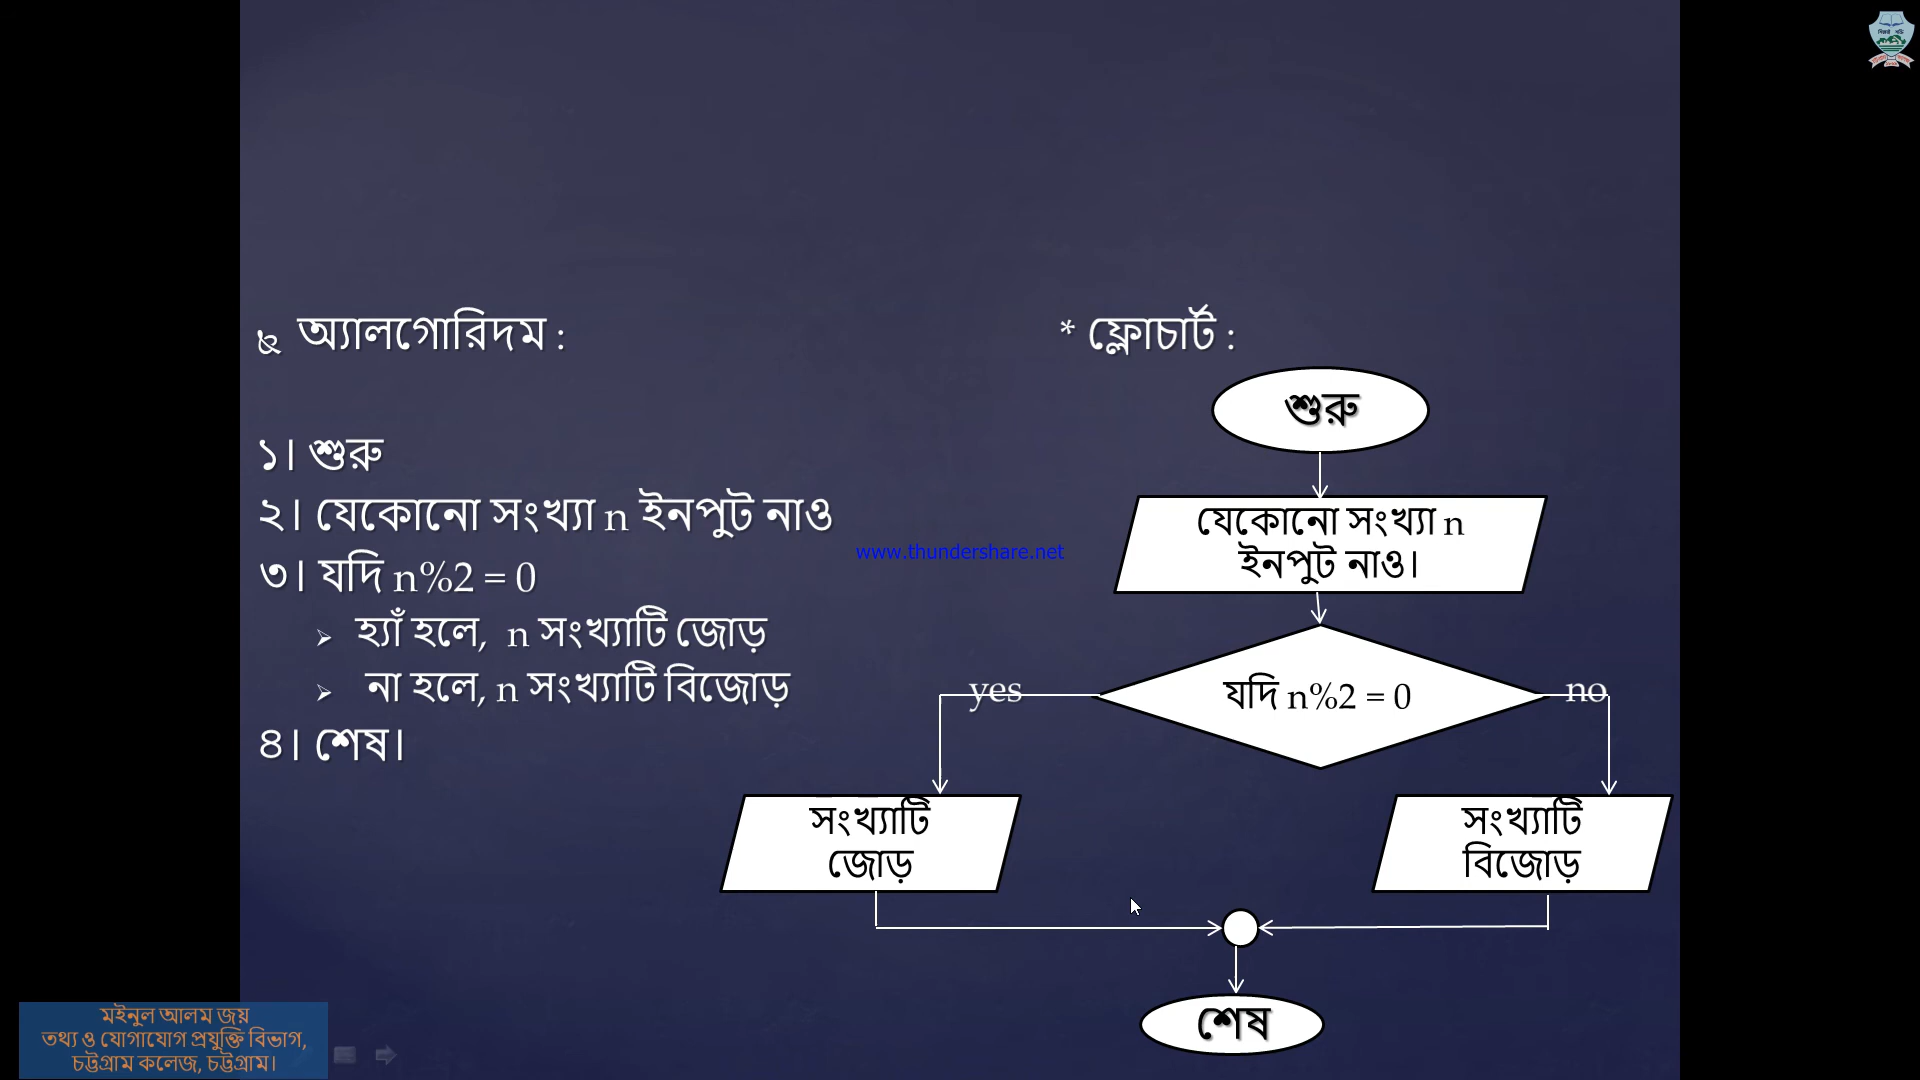 অ্যালগোরিদম :
১। শুরু
২। যেকোনো সংখ্যা n ইনপুট নাও
৩। যদি n%2 = 0
➢ হ্যাঁ হলে, n সংখ্যাটি জোড়
➢ না হলে, n সংখ্যাটি বিজোড়
৪। শেষ।
* ফ্লোচার্ট :
শুরু
যেকোনো সংখ্যা n
ইনপুট নাও।
যদি n%2 = 0
yes
no
সংখ্যাটি
জোড়
সংখ্যাটি
বিজোড়
শেষ
www.thundershare.net
মইনুল আলম জয়
তথ্য ও যোগাযোগ প্রযুক্তি বিভাগ,
চট্টগ্রাম কলেজ, চট্টগ্রাম।